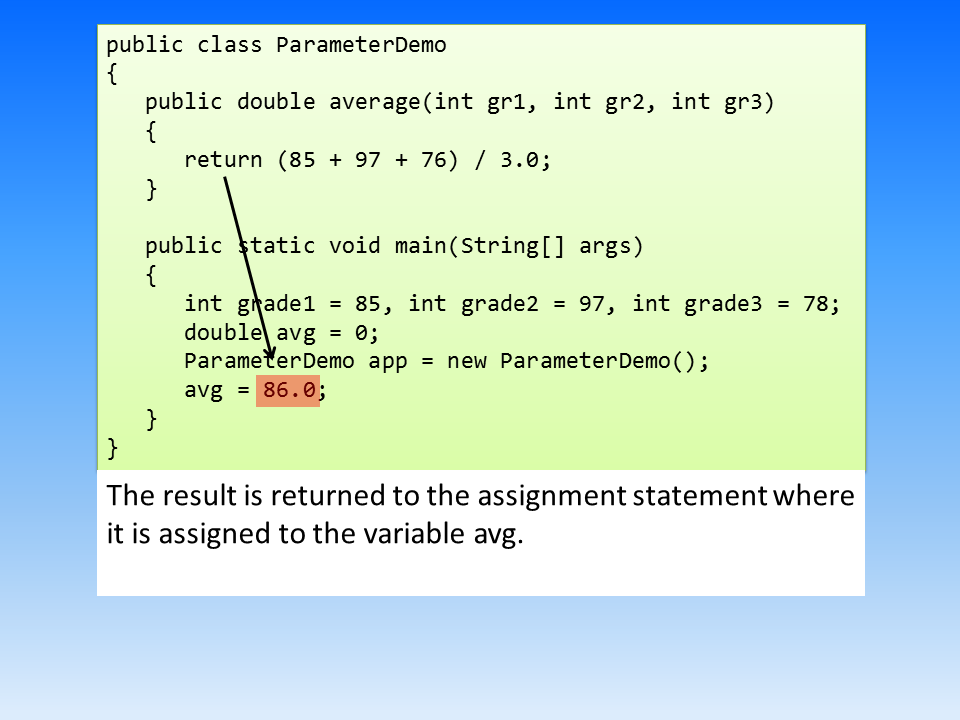 public class ParameterDemo
{
   public double average(int gr1, int gr2, int gr3)
   {
      return (85 + 97 + 76) / 3.0;
   }

   public static void main(String[] args)
   {
      int grade1 = 85, int grade2 = 97, int grade3 = 78;
      double avg = 0;
      ParameterDemo app = new ParameterDemo();
      avg = 86.0;
   }
}
The result is returned to the assignment statement where
it is assigned to the variable avg.